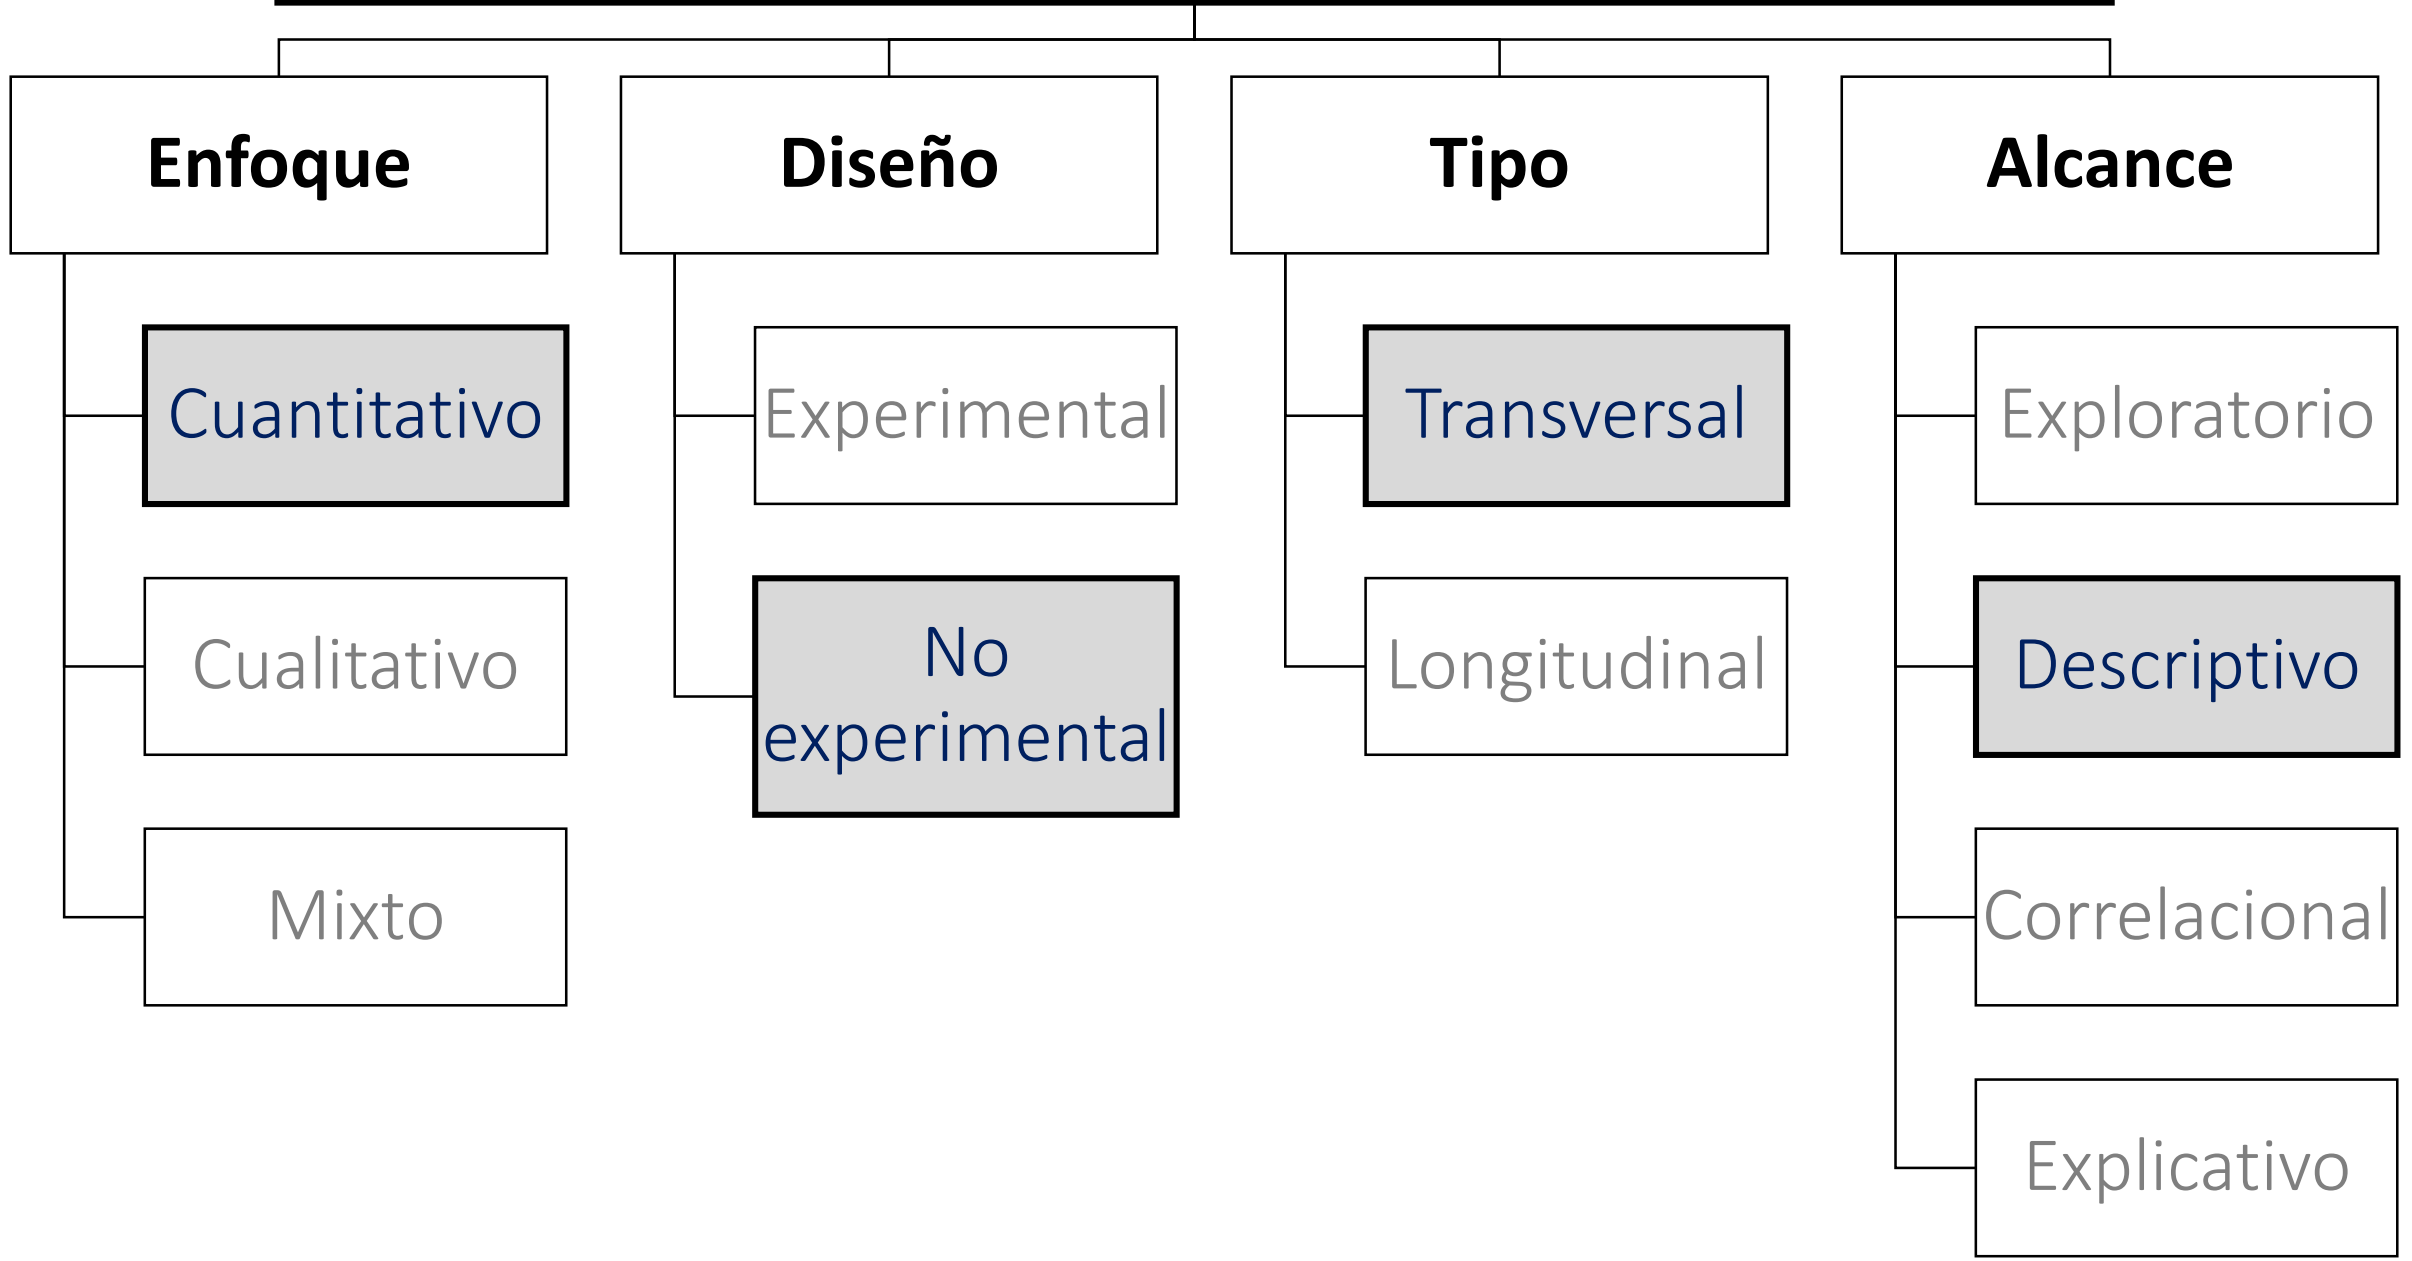 Enfoque
Cuantitativo
Cualitativo
Mixto
Diseño
Experimental
No
experimental
Tipo
Transversal
Longitudinal
Alcance
Exploratorio
Descriptivo
Correlacional
Explicativo